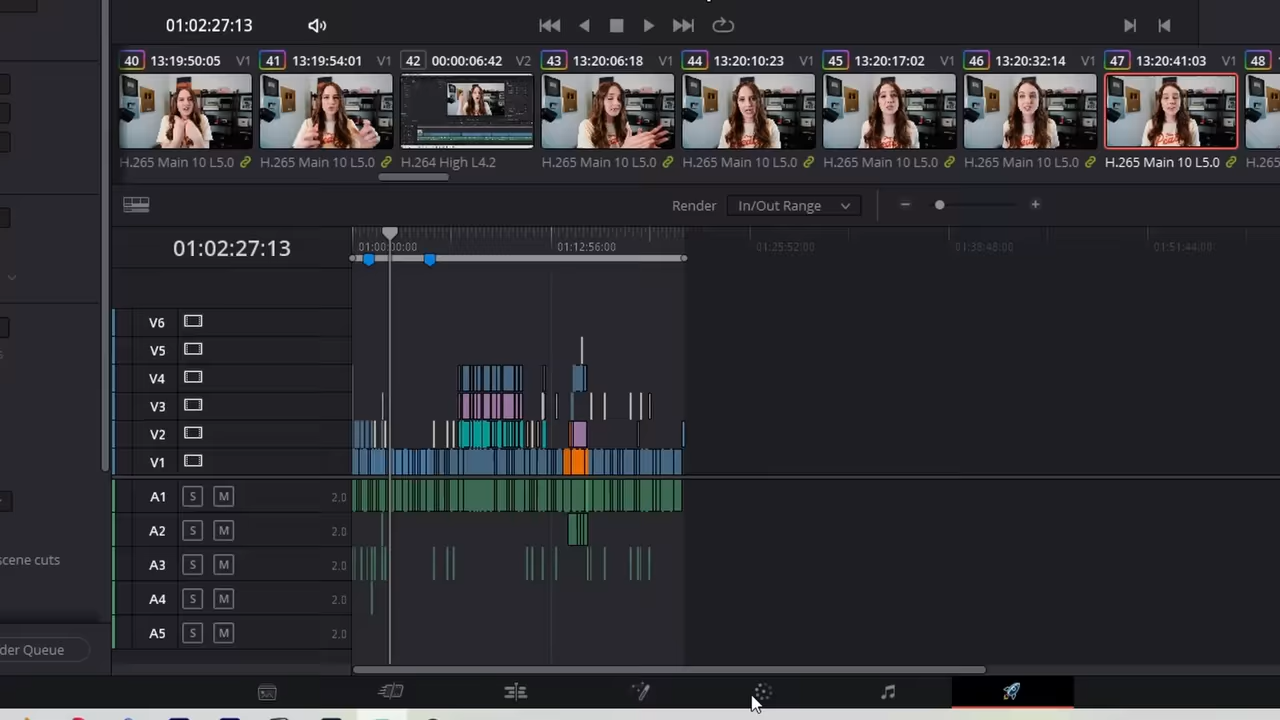 01:02:27:13
40 13:19:50:05 V1 41 13:19:54:01 V1 42 00:00:06:42 V2 43 13:20:06:18 V1 44 13:20:10:23 V1 45 13:20:17:02 V1 46 13:20:32:14 V1 47 13:20:41:03 V1 48
H.265 Main 10 L5.0 H.265 Main 10 L5.0 H.264 High L4.2 H.265 Main 10 L5.0 H.265 Main 10 L5.0 H.265 Main 10 L5.0 H.265 Main 10 L5.0 H.265 Main 10 L5.0 H.265
Render In/Out Range
01:02:27:13 01:00:00:00 01:12:56:00 01:25:52:00 01:38:48:00 01:51:44:00
V6
V5
V4
V3
V2
V1
A1 S M 2.0
A2 S M 2.0
scene cuts
A3 S M 2.0
A4 S M 2.0
A5 S M 2.0
der Queue